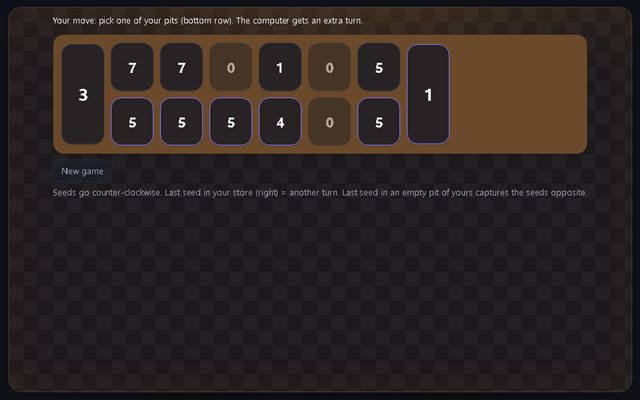 Your move: pick one of your pits (bottom row). The computer gets an extra turn.
3 7 7 0 1 0 5 1
5 5 5 4 0 5
New game
Seeds go counter-clockwise. Last seed in your store (right) = another turn. Last seed in an empty pit of yours captures the seeds opposite.